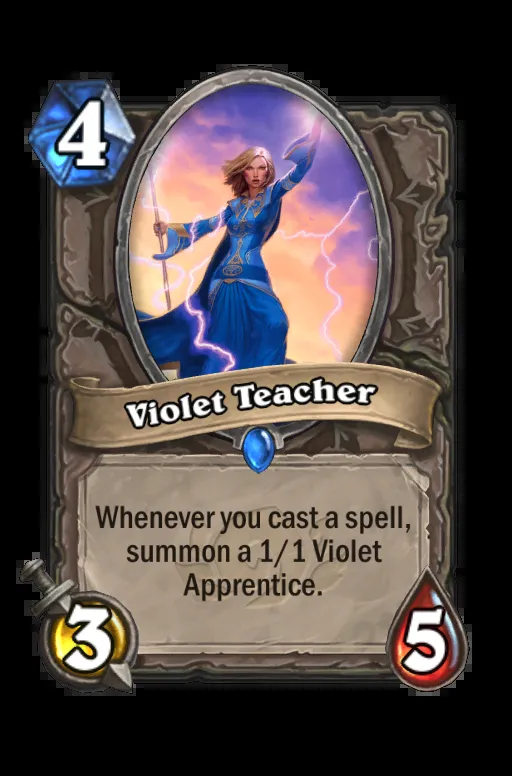 4
Violet Teacher
Whenever you cast a spell,
summon a 1/1 Violet
Apprentice.
3
5